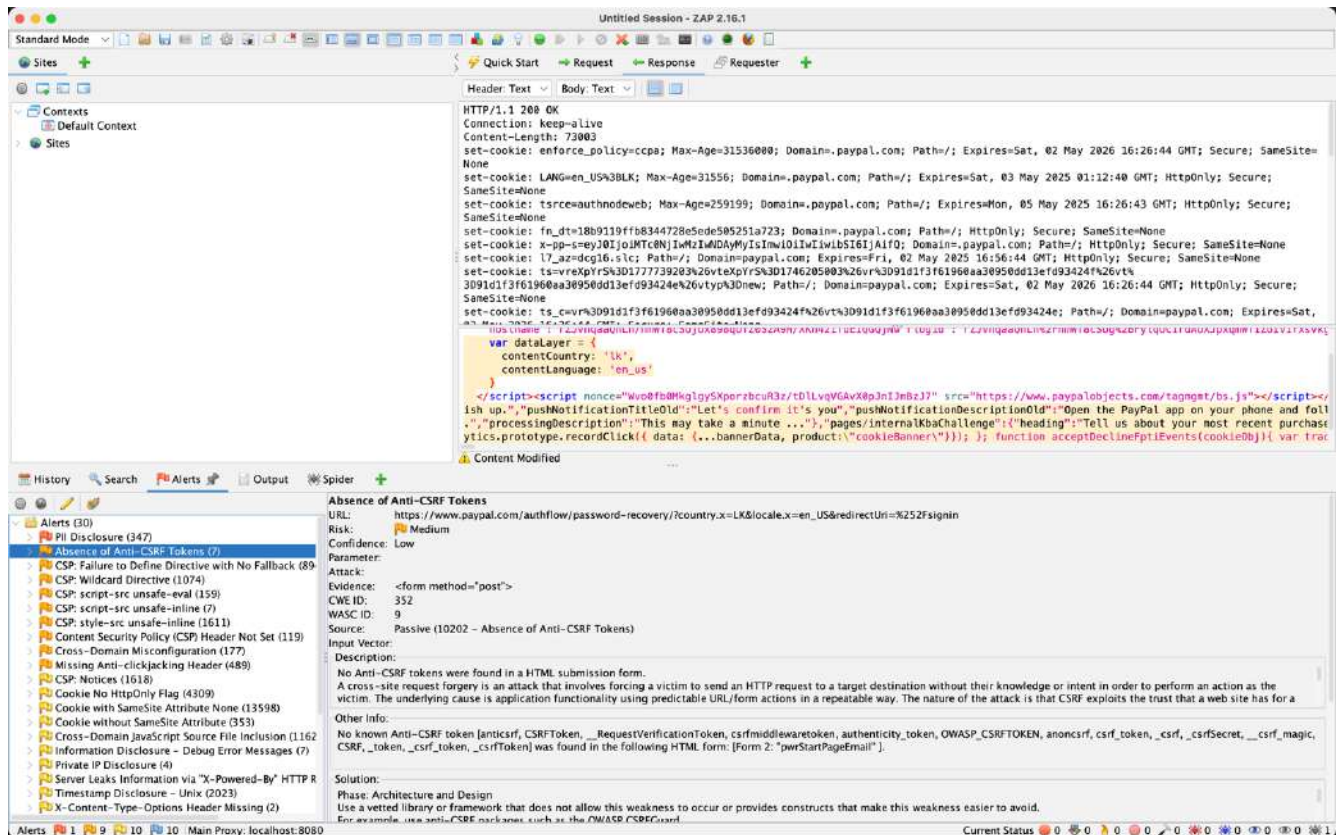 Untitled Session - ZAP 2.16.1
Standard Mode
Sites
Quick Start
Request
Response
Requester
Header: Text
Body: Text
Contexts
Default Context
Sites
HTTP/1.1 200 OK
Connection: keep-alive
Content-Length: 73003
set-cookie: enforce_policy=ccpa; Max-Age=31536000; Domain=.paypal.com; Path=/; Expires=Sat, 02 May 2026 16:26:44 GMT; Secure; SameSite=
None
set-cookie: LANG=en_US%3BLK; Max-Age=31556; Domain=.paypal.com; Path=/; Expires=Sat, 03 May 2025 01:12:40 GMT; HttpOnly; Secure;
SameSite=None
set-cookie: tsrce=authnodeweb; Max-Age=259199; Domain=.paypal.com; Path=/; Expires=Mon, 05 May 2025 16:26:43 GMT; HttpOnly; Secure;
SameSite=None
set-cookie: fn_dt=18b9119ffb8344728e5ede505251a723; Domain=.paypal.com; Path=/; HttpOnly; Secure; SameSite=None
set-cookie: Domain=.paypal.com; Path=/; HttpOnly; Secure; SameSite=None
set-cookie: l7_az=dcg16.slc; Path=/; Domain=paypal.com; Expires=Fri, 02 May 2025 16:56:44 GMT; HttpOnly; Secure; SameSite=None
set-cookie: ts=vreXpYrS%3D1777739203%26vteXpYrS%3D1746205003%26vr%3D91d1f3f61960aa30950dd13efd93424f%26vt%
3D91d1f3f61960aa30950dd13efd93424e%26vtyp%3Dnew; Path=/; Domain=paypal.com; Expires=Sat, 02 May 2026 16:26:44 GMT; HttpOnly; Secure;
SameSite=None
set-cookie: ts_c=vr%3D91d1f3f61960aa30950dd13efd93424f%26vt%3D91d1f3f61960aa30950dd13efd93424e; Path=/; Domain=paypal.com; Expires=Sat,
var dataLayer = {
contentCountry: 'lk',
contentLanguage: 'en_us'
}
</script><script nonce= src="https://www.paypalobjects.com/tagmgmt/bs.js"></script></
ish up.","pushNotificationTitleOld":"Let's confirm it's you","pushNotificationDescriptionOld":"Open the PayPal app on your phone and foll
.","processingDescription":"This may take a minute ..."},"pages/internalKbaChallenge":{"heading":"Tell us about your most recent purchase
ytics.prototype.recordClick({ data: {...bannerData, product:\"cookieBanner\"}}); }; function acceptDeclineFptiEvents(cookieObj){ var trac
Content Modified
History
Search
Alerts
Output
Spider
Alerts (30)
PII Disclosure (347)
Absence of Anti-CSRF Tokens (7)
CSP: Failure to Define Directive with No Fallback (89
CSP: Wildcard Directive (1074)
CSP: script-src unsafe-eval (159)
CSP: script-src unsafe-inline (7)
CSP: style-src unsafe-inline (1611)
Content Security Policy (CSP) Header Not Set (119)
Cross-Domain Misconfiguration (177)
Missing Anti-clickjacking Header (489)
CSP: Notices (1618)
Cookie No HttpOnly Flag (4309)
Cookie with SameSite Attribute None (13598)
Cookie without SameSite Attribute (353)
Cross-Domain JavaScript Source File Inclusion (1162
Information Disclosure - Debug Error Messages (7)
Private IP Disclosure (4)
Server Leaks Information via "X-Powered-By" HTTP R
Timestamp Disclosure - Unix (2023)
X-Content-Type-Options Header Missing (2)
Absence of Anti-CSRF Tokens
URL: https://www.paypal.com/authflow/password-recovery/?country.x=LK&locale.x=en_US&redirectUri=%252Fsignin
Risk: Medium
Confidence: Low
Parameter:
Attack:
Evidence: <form method="post">
CWE ID: 352
WASC ID: 9
Source: Passive (10202 - Absence of Anti-CSRF Tokens)
Input Vector:
Description:
No Anti-CSRF tokens were found in a HTML submission form.
A cross-site request forgery is an attack that involves forcing a victim to send an HTTP request to a target destination without their knowledge or intent in order to perform an action as the
victim. The underlying cause is application functionality using predictable URL/form actions in a repeatable way. The nature of the attack is that CSRF exploits the trust that a web site has for a
Other Info:
No known Anti-CSRF token [anticsrf, CSRFToken, __RequestVerificationToken, csrfmiddlewaretoken, authenticity_token, OWASP_CSRFTOKEN, anoncsrf, csrf_token, _csrf, _csrfSecret, __csrf_magic,
CSRF, _token, _csrf_token, _csrfToken] was found in the following HTML form: [Form 2: "pwrStartPageEmail" ].
Solution:
Phase: Architecture and Design
Use a vetted library or framework that does not allow this weakness to occur or provides constructs that make this weakness easier to avoid.
For example, use anti-CSRF packages such as the OWASP CSRFGuard.
Alerts 1 9 10 10 Main Proxy: localhost:8080
Current Status 0 0 0 0 0 0 0 0 0 1